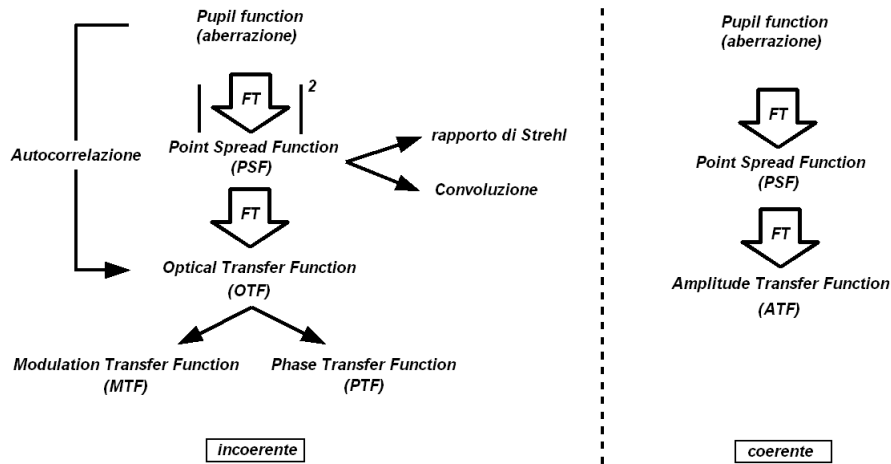 Pupil function
(aberrazione)
FT
2
Autocorrelazione
Point Spread Function
(PSF)
rapporto di Strehl
Convoluzione
FT
Optical Transfer Function
(OTF)
Modulation Transfer Function
(MTF)
Phase Transfer Function
(PTF)
incoerente
Pupil function
(aberrazione)
FT
Point Spread Function
(PSF)
FT
Amplitude Transfer Function
(ATF)
coerente